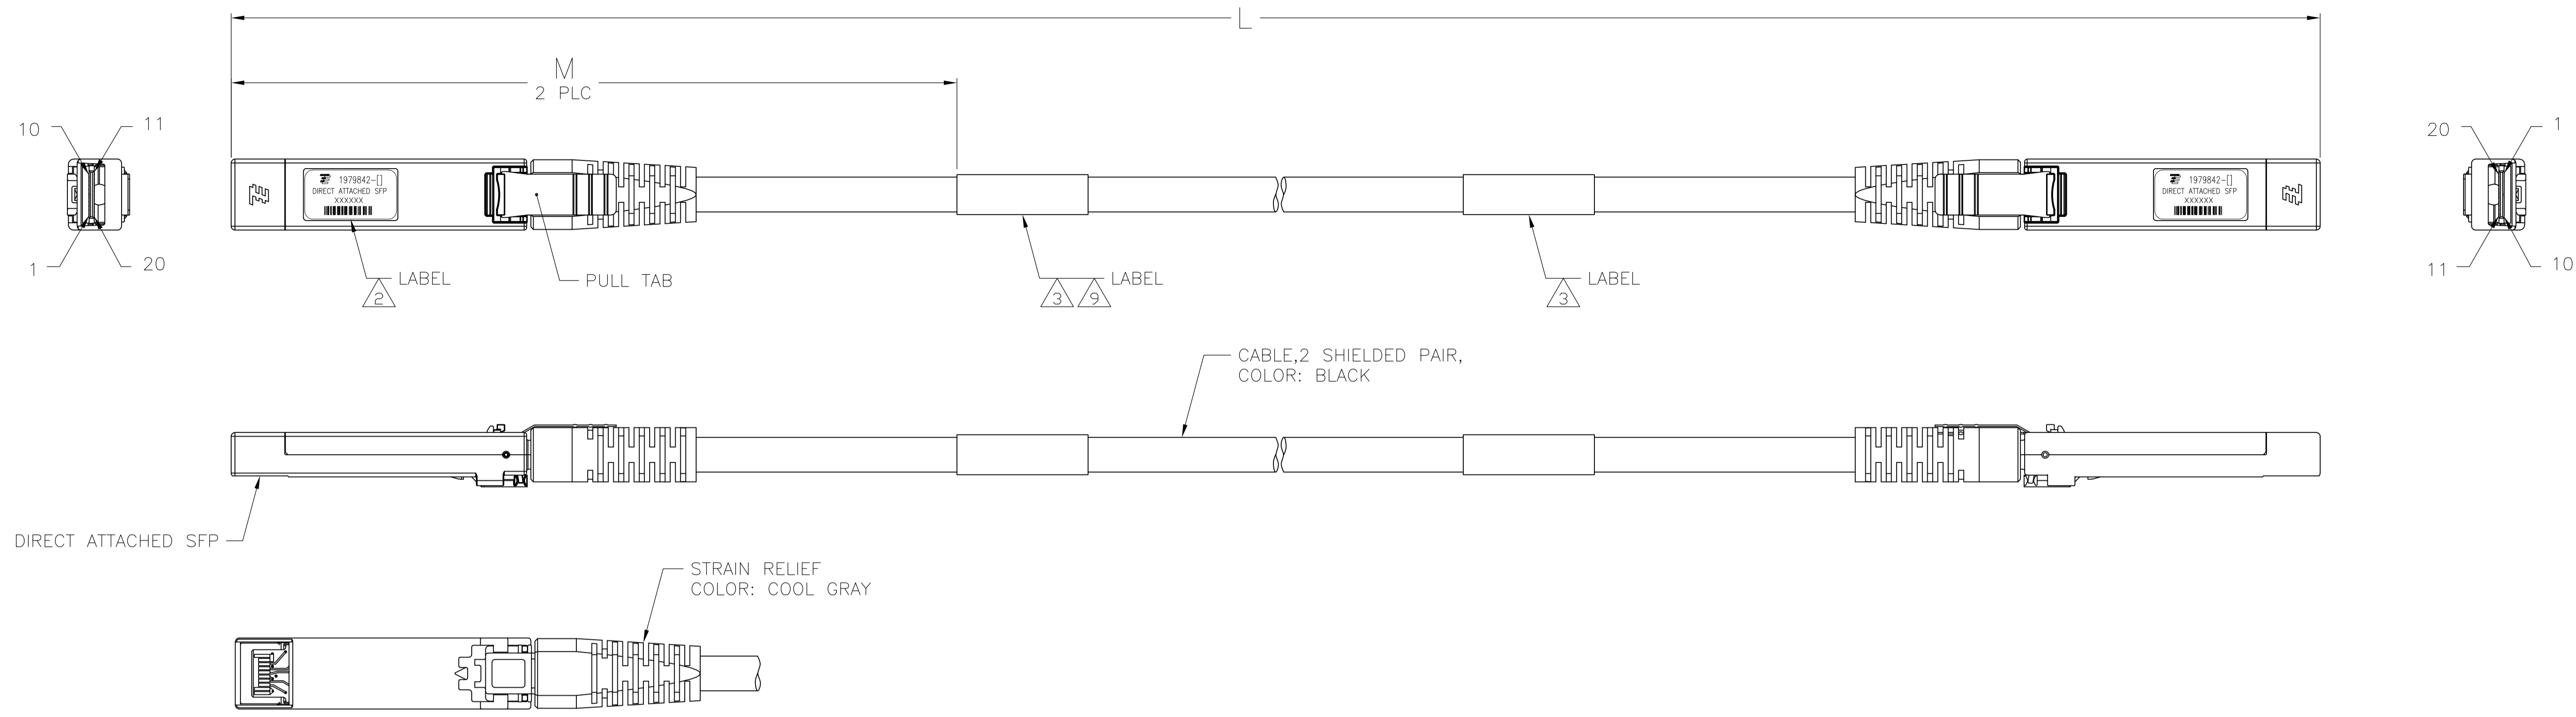 L
M
2 PLC
10
11
20
1
1979842-[]
DIRECT ATTACHED SFP
XXXXXX
1979842-[]
DIRECT ATTACHED SFP
XXXXXX
1
20
11
10
LABEL
2
PULL TAB
LABEL
3
9
LABEL
3
CABLE,2 SHIELDED PAIR,
COLOR: BLACK
DIRECT ATTACHED SFP
STRAIN RELIEF
COLOR: COOL GRAY